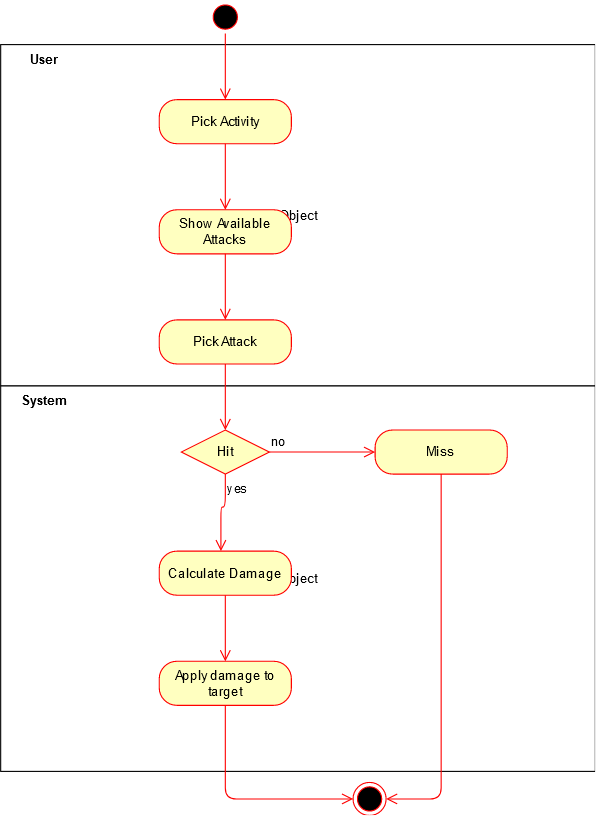 User
Pick Activity
Object
Show Available
Attacks
Pick Attack
System
Hit
no
Miss
yes
Calculate Damage
bject
Apply damage to
target